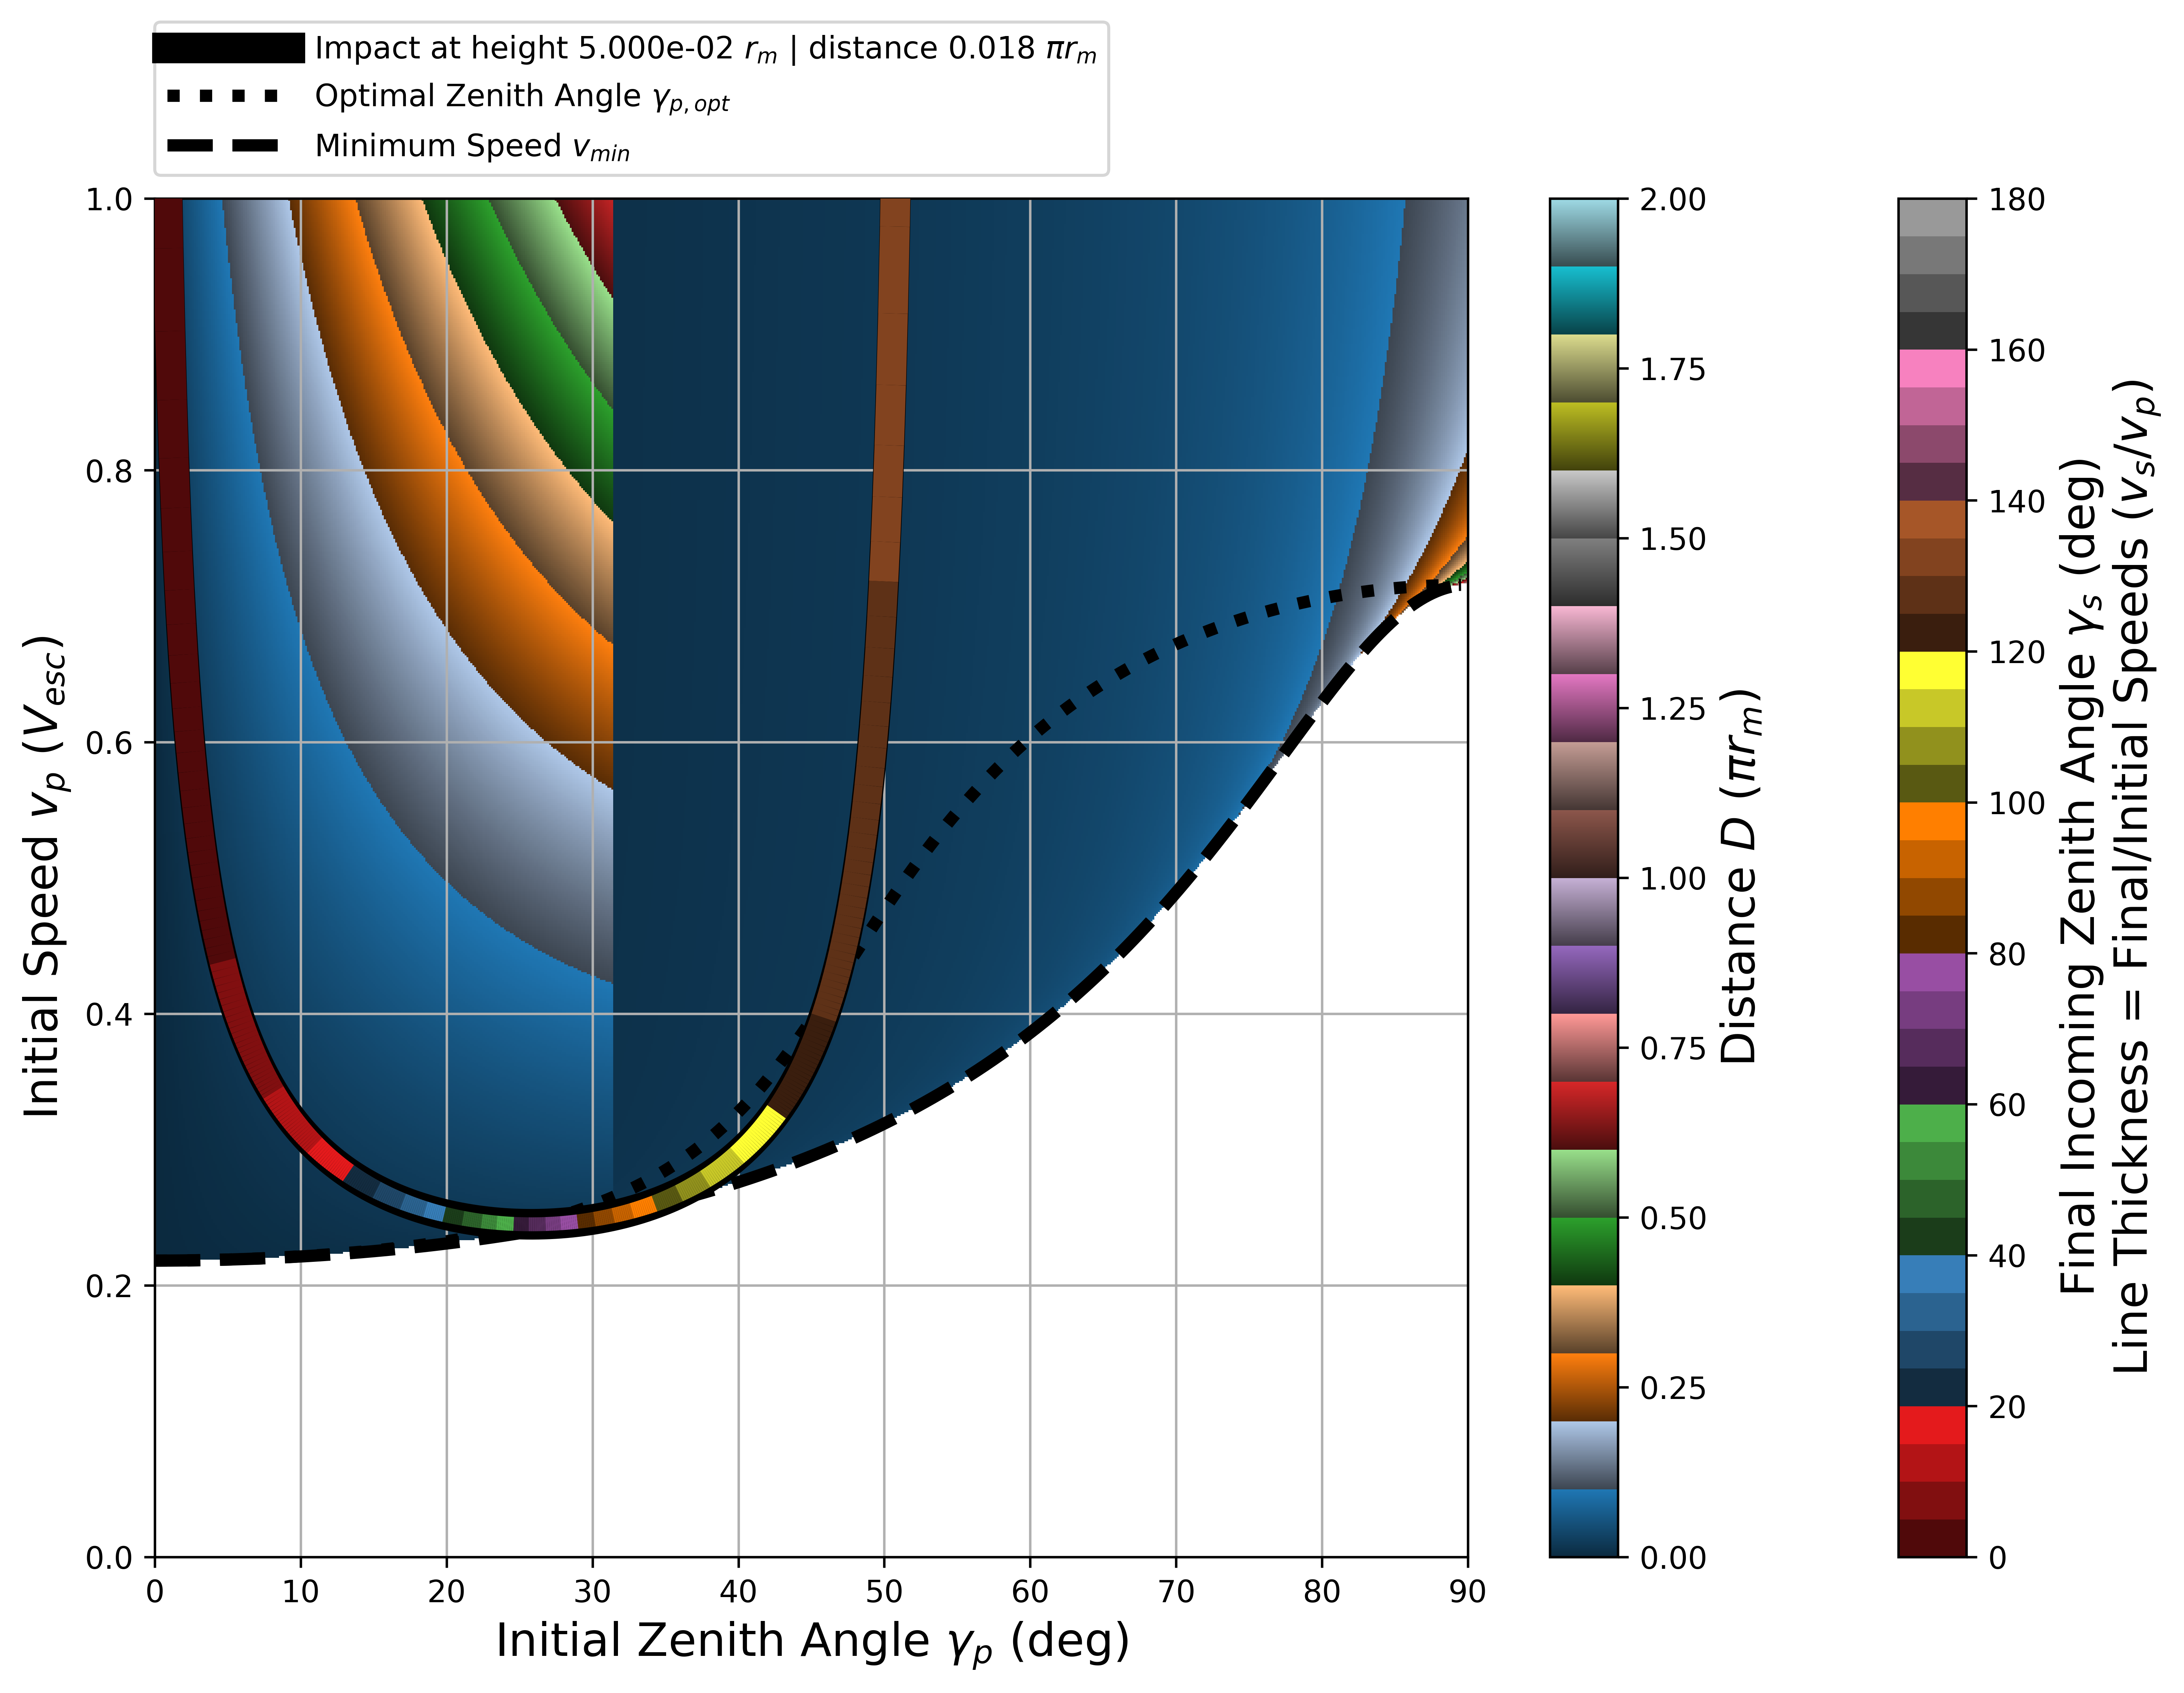 Impact at height 5.000e-02 $r_m$ | distance 0.018 $\pi r_m$
Optimal Zenith Angle $\gamma_{p,opt}$
Minimum Speed $v_{min}$
1.0
0.8
0.6
0.4
0.2
0.0
Initial Speed $v_p$ ($V_{esc}$)
0 10 20 30 40 50 60 70 80 90
Initial Zenith Angle $\gamma_p$ (deg)
2.00
1.75
1.50
1.25
1.00
0.75
0.50
0.25
0.00
Distance $D$ ($\pi r_m$)
180
160
140
120
100
80
60
40
20
0
Final Incoming Zenith Angle $\gamma_s$ (deg)
Line Thickness = Final/Initial Speeds ($v_s/v_p$)